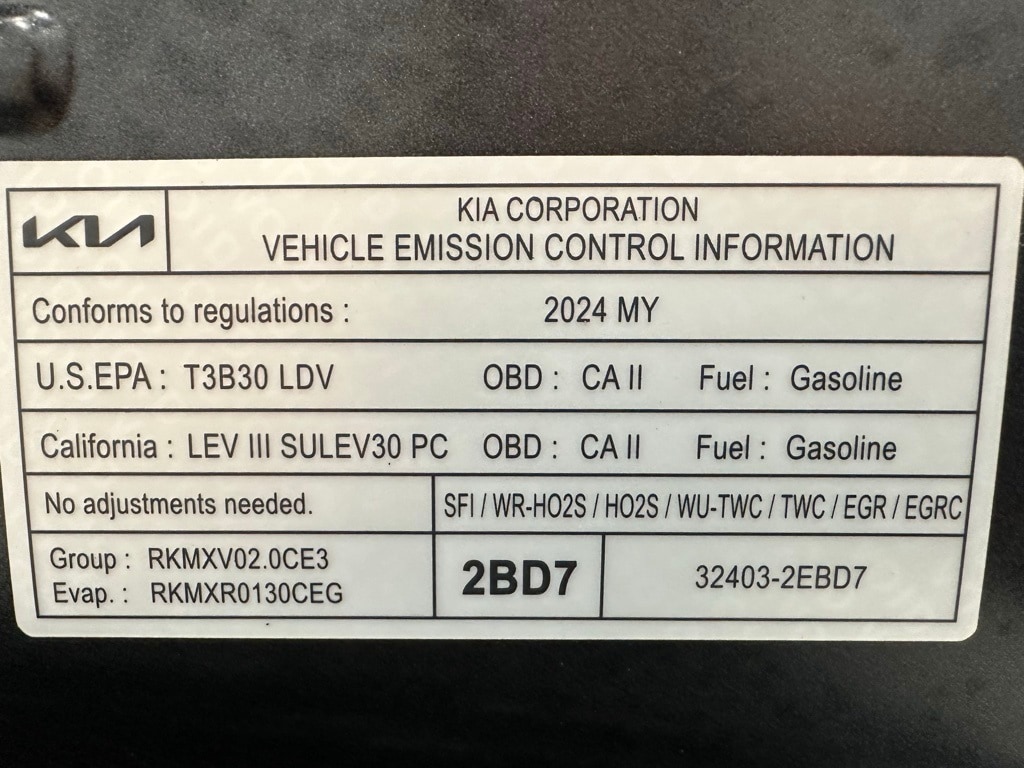 KIA
KIA CORPORATION
VEHICLE EMISSION CONTROL INFORMATION
Conforms to regulations : 2024 MY
U.S.EPA : T3B30 LDV OBD : CA II Fuel : Gasoline
California : LEV III SULEV30 PC OBD : CA II Fuel : Gasoline
No adjustments needed. SFI / WR-HO2S / HO2S / WU-TWC / TWC / EGR / EGRC
Group : RKMXV02.0CE3
Evap. : RKMXR0130CEG
2BD7
32403-2EBD7